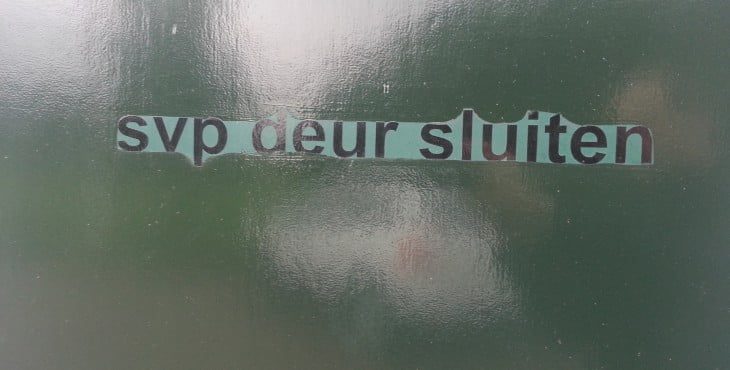 svp deur sluiten